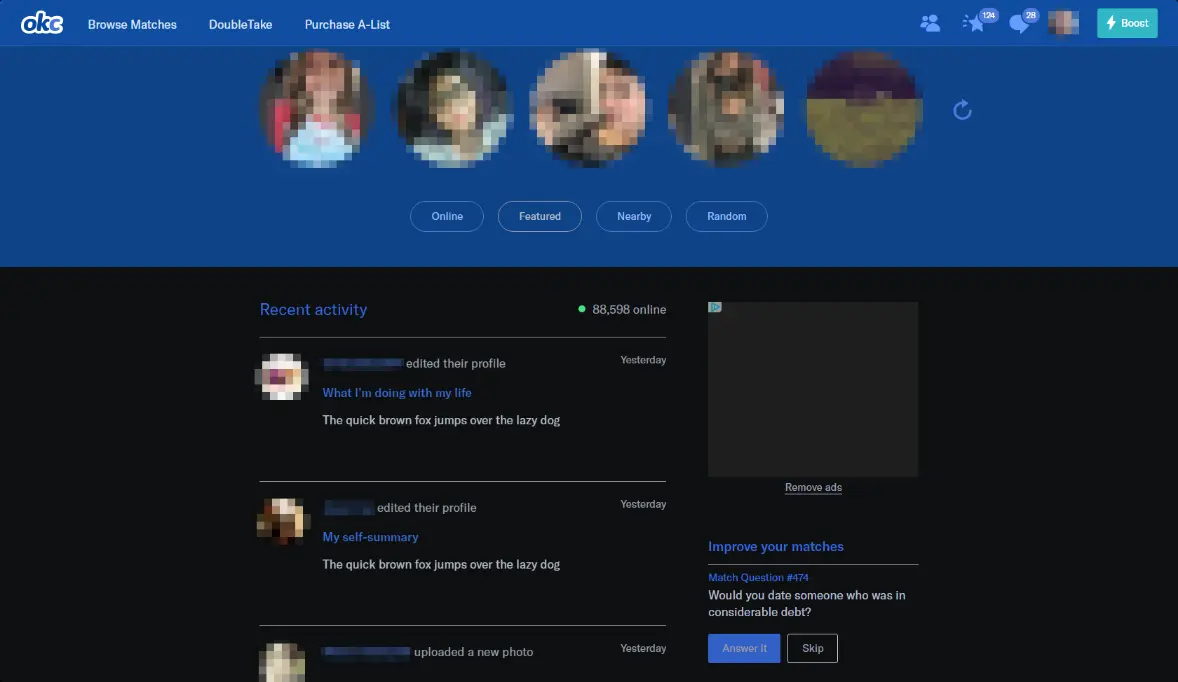 okc Browse Matches DoubleTake Purchase A-List 124 28 Boost
Online Featured Nearby Random
Recent activity 88,598 online
edited their profile Yesterday
What I'm doing with my life
The quick brown fox jumps over the lazy dog
Remove ads
edited their profile Yesterday
My self-summary
The quick brown fox jumps over the lazy dog
Improve your matches
Match Question #474
Would you date someone who was in
considerable debt?
Answer It Skip
uploaded a new photo Yesterday